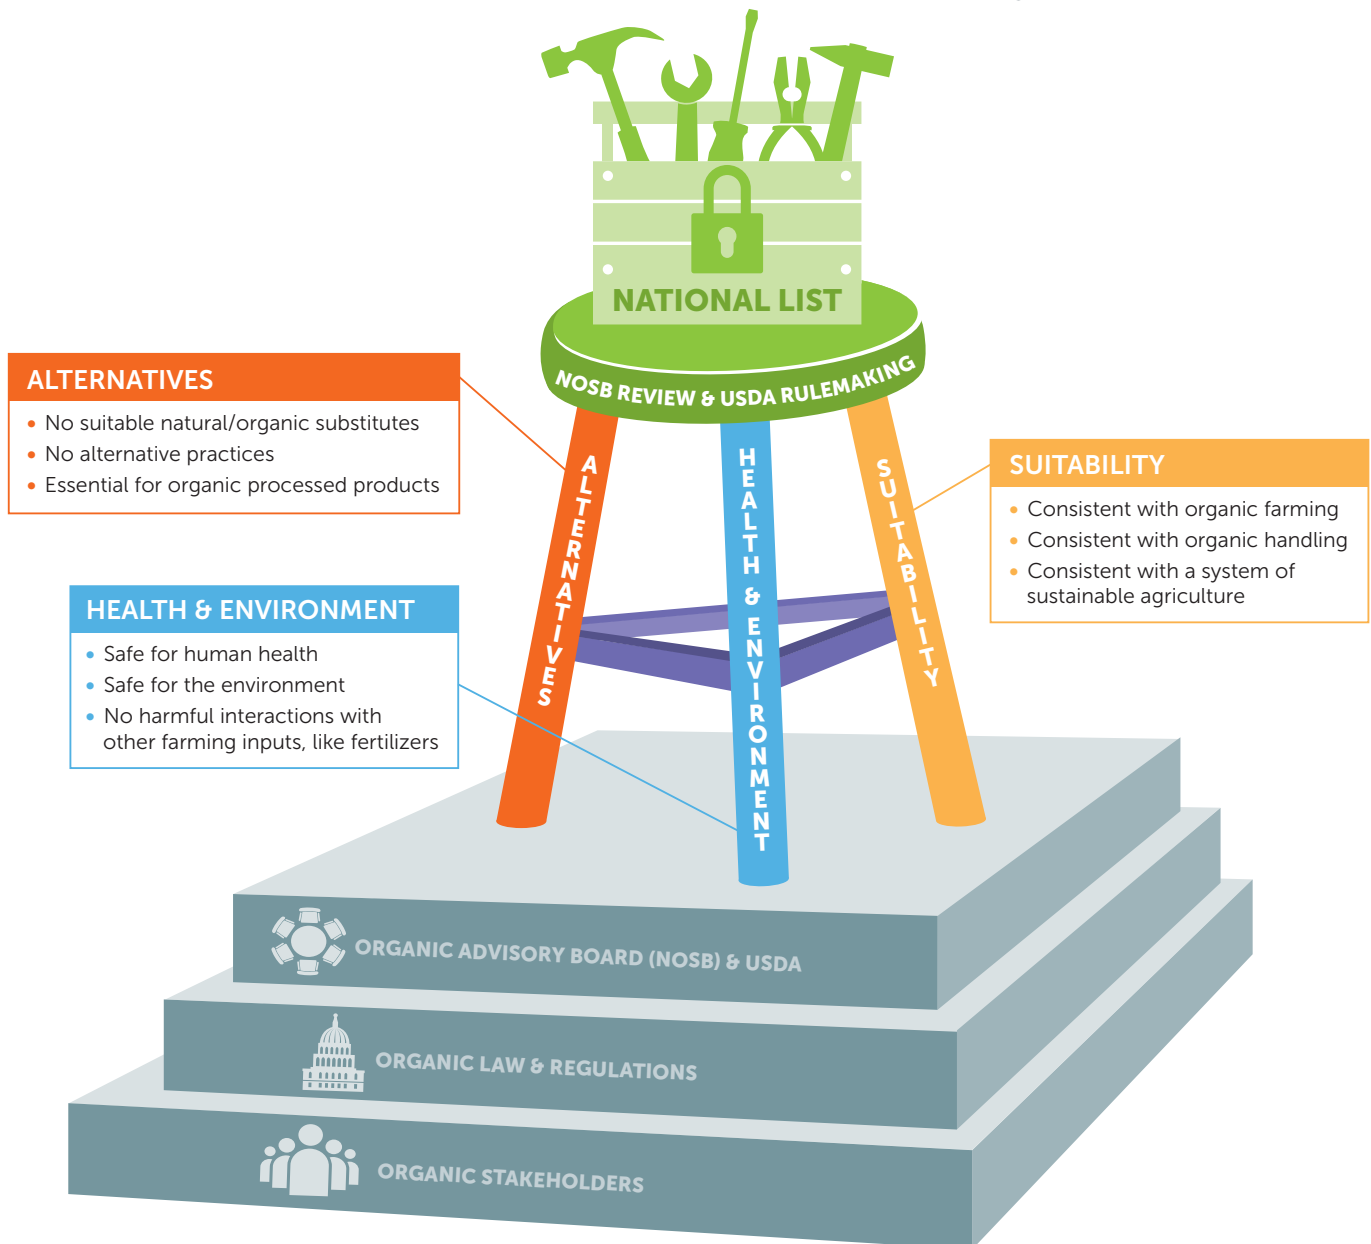 NATIONAL LIST
NOSB REVIEW & USDA RULEMAKING
ALTERNATIVES
• No suitable natural/organic substitutes
• No alternative practices
• Essential for organic processed products
HEALTH & ENVIRONMENT
• Safe for human health
• Safe for the environment
• No harmful interactions with
other farming inputs, like fertilizers
SUITABILITY
• Consistent with organic farming
• Consistent with organic handling
• Consistent with a system of
sustainable agriculture
ALTERNATIVES
HEALTH & ENVIRONMENT
SUITABILITY
ORGANIC ADVISORY BOARD (NOSB) & USDA
ORGANIC LAW & REGULATIONS
ORGANIC STAKEHOLDERS